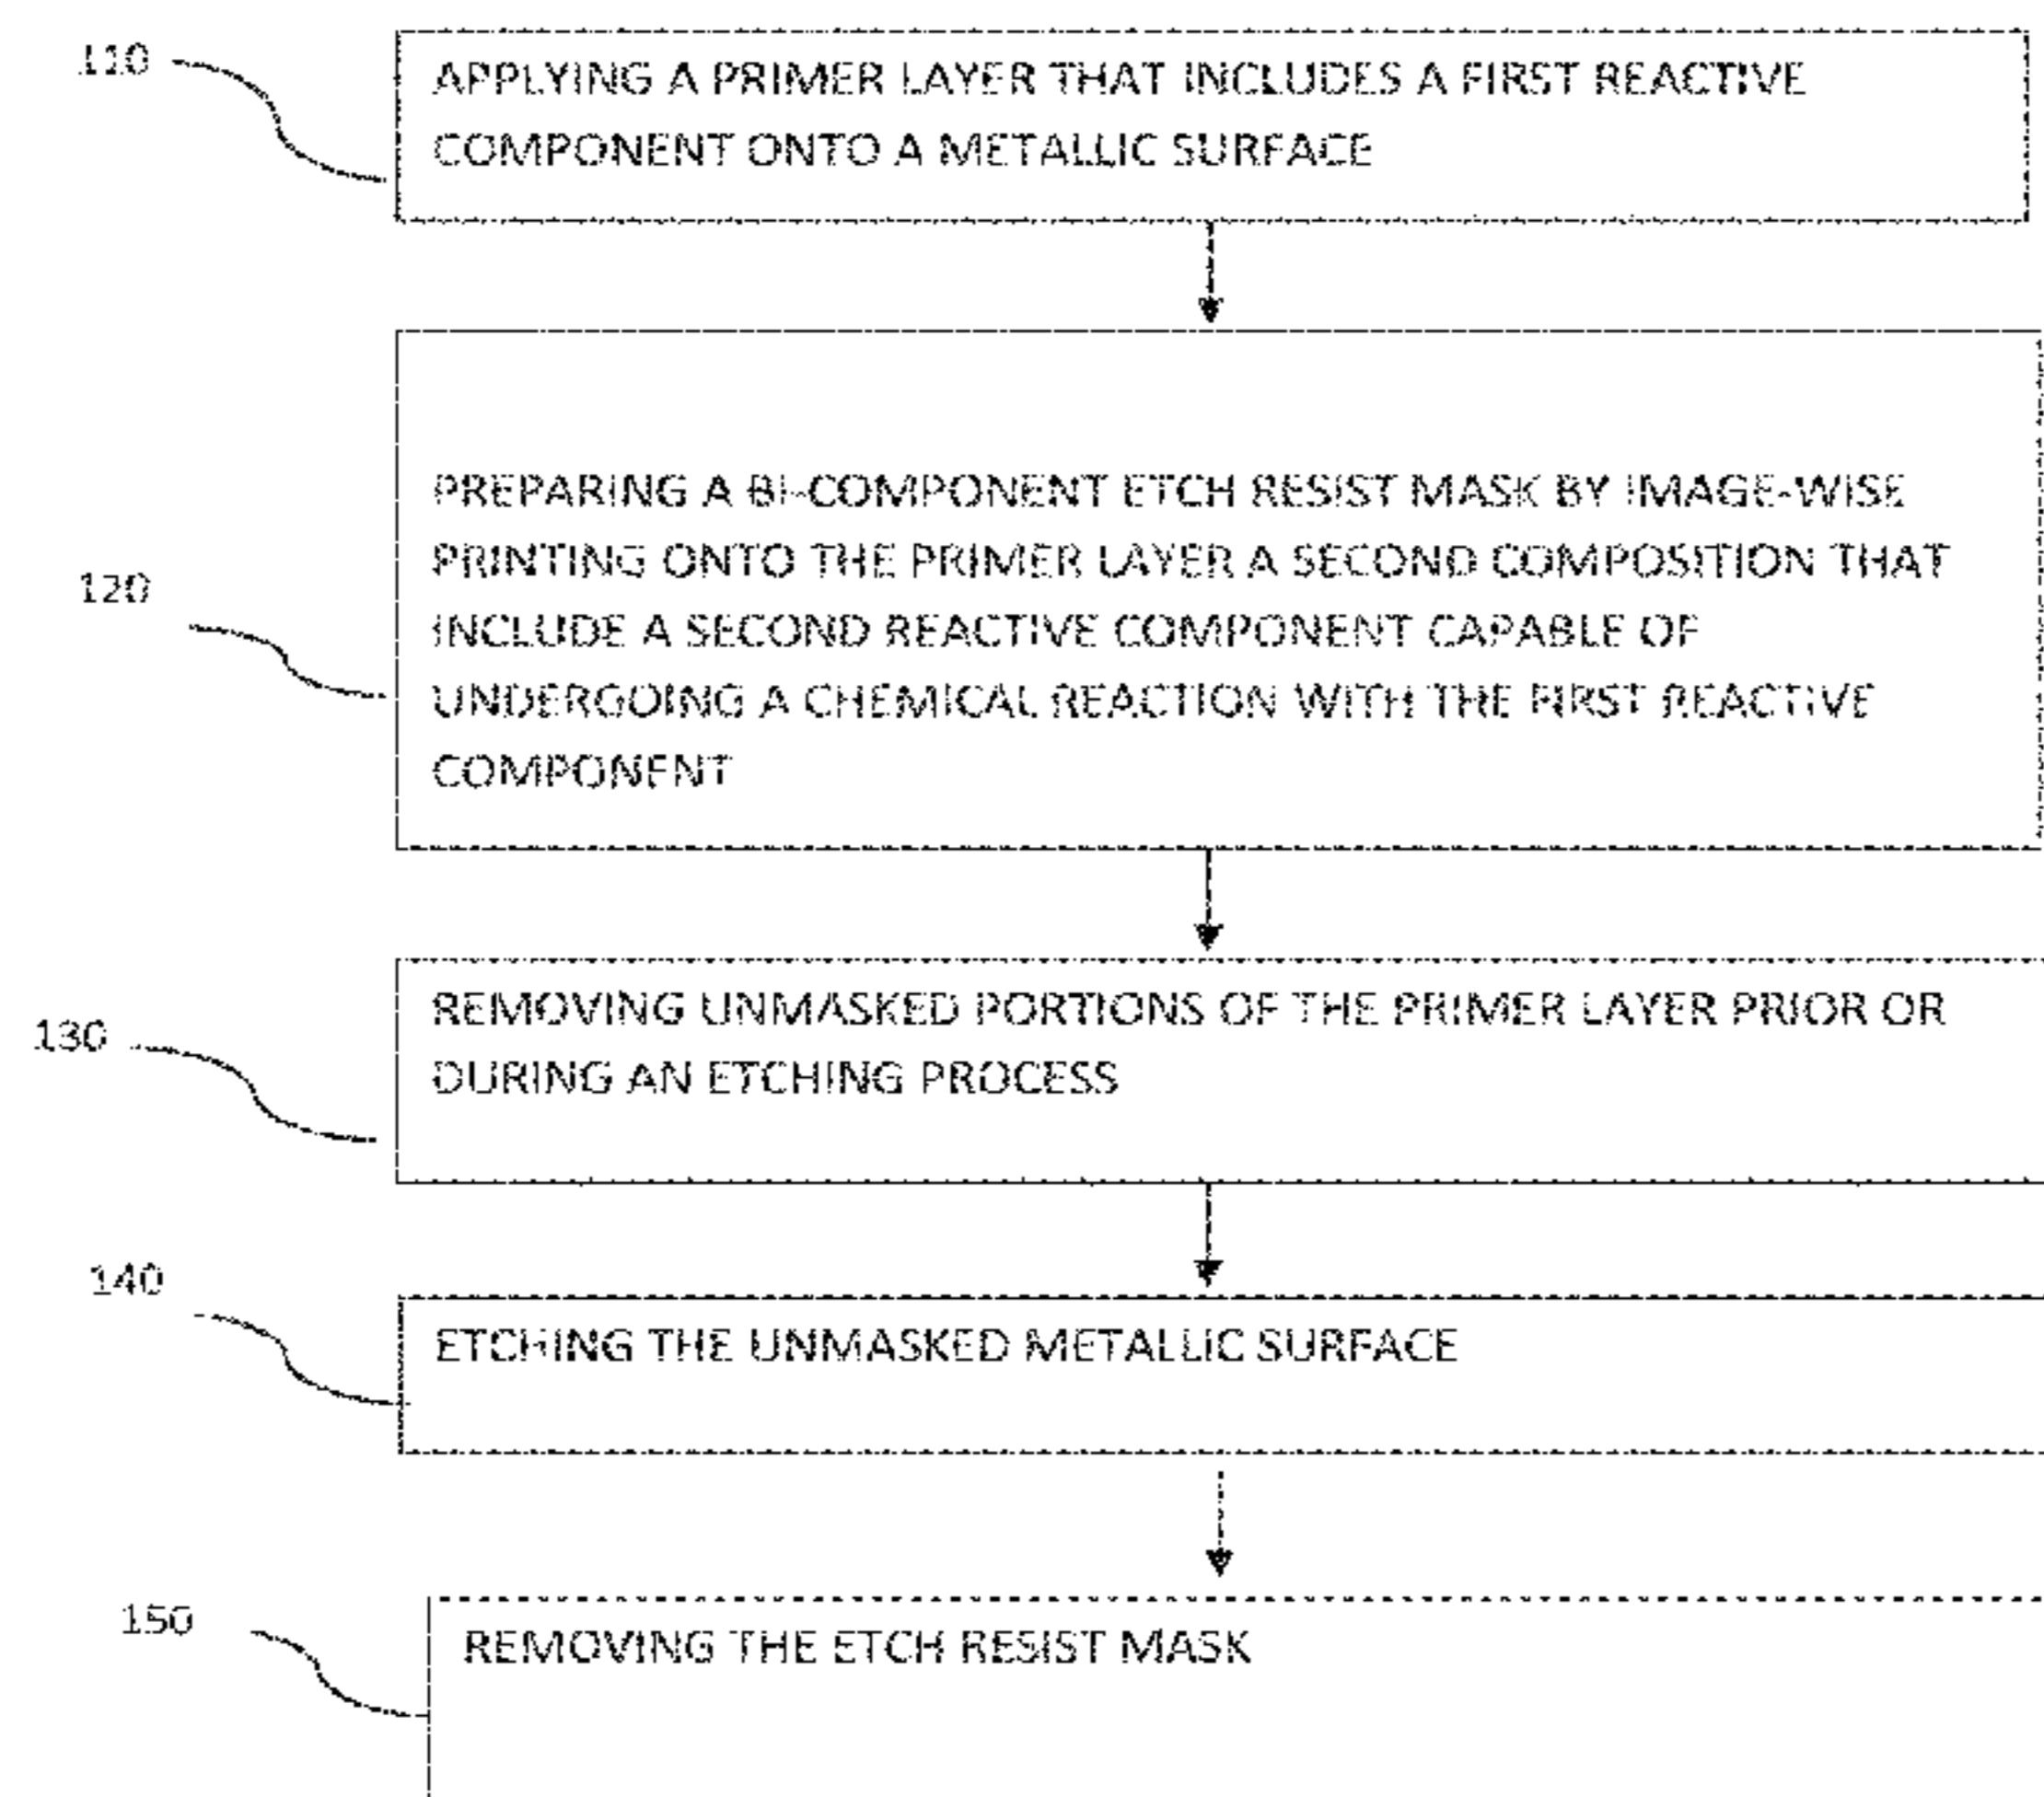 110
APPLYING A PRIMER LAYER THAT INCLUDES A FIRST REACTIVE
COMPONENT ONTO A METALLIC SURFACE
120
PREPARING A BI-COMPONENT ETCH RESIST MASK BY IMAGE-WISE
PRINTING ONTO THE PRIMER LAYER A SECOND COMPOSITION THAT
INCLUDE A SECOND REACTIVE COMPONENT CAPABLE OF
UNDERGOING A CHEMICAL REACTION WITH THE FIRST REACTIVE
COMPONENT
130
REMOVING UNMASKED PORTIONS OF THE PRIMER LAYER PRIOR OR
DURING AN ETCHING PROCESS
140
ETCHING THE UNMASKED METALLIC SURFACE
150
REMOVING THE ETCH RESIST MASK